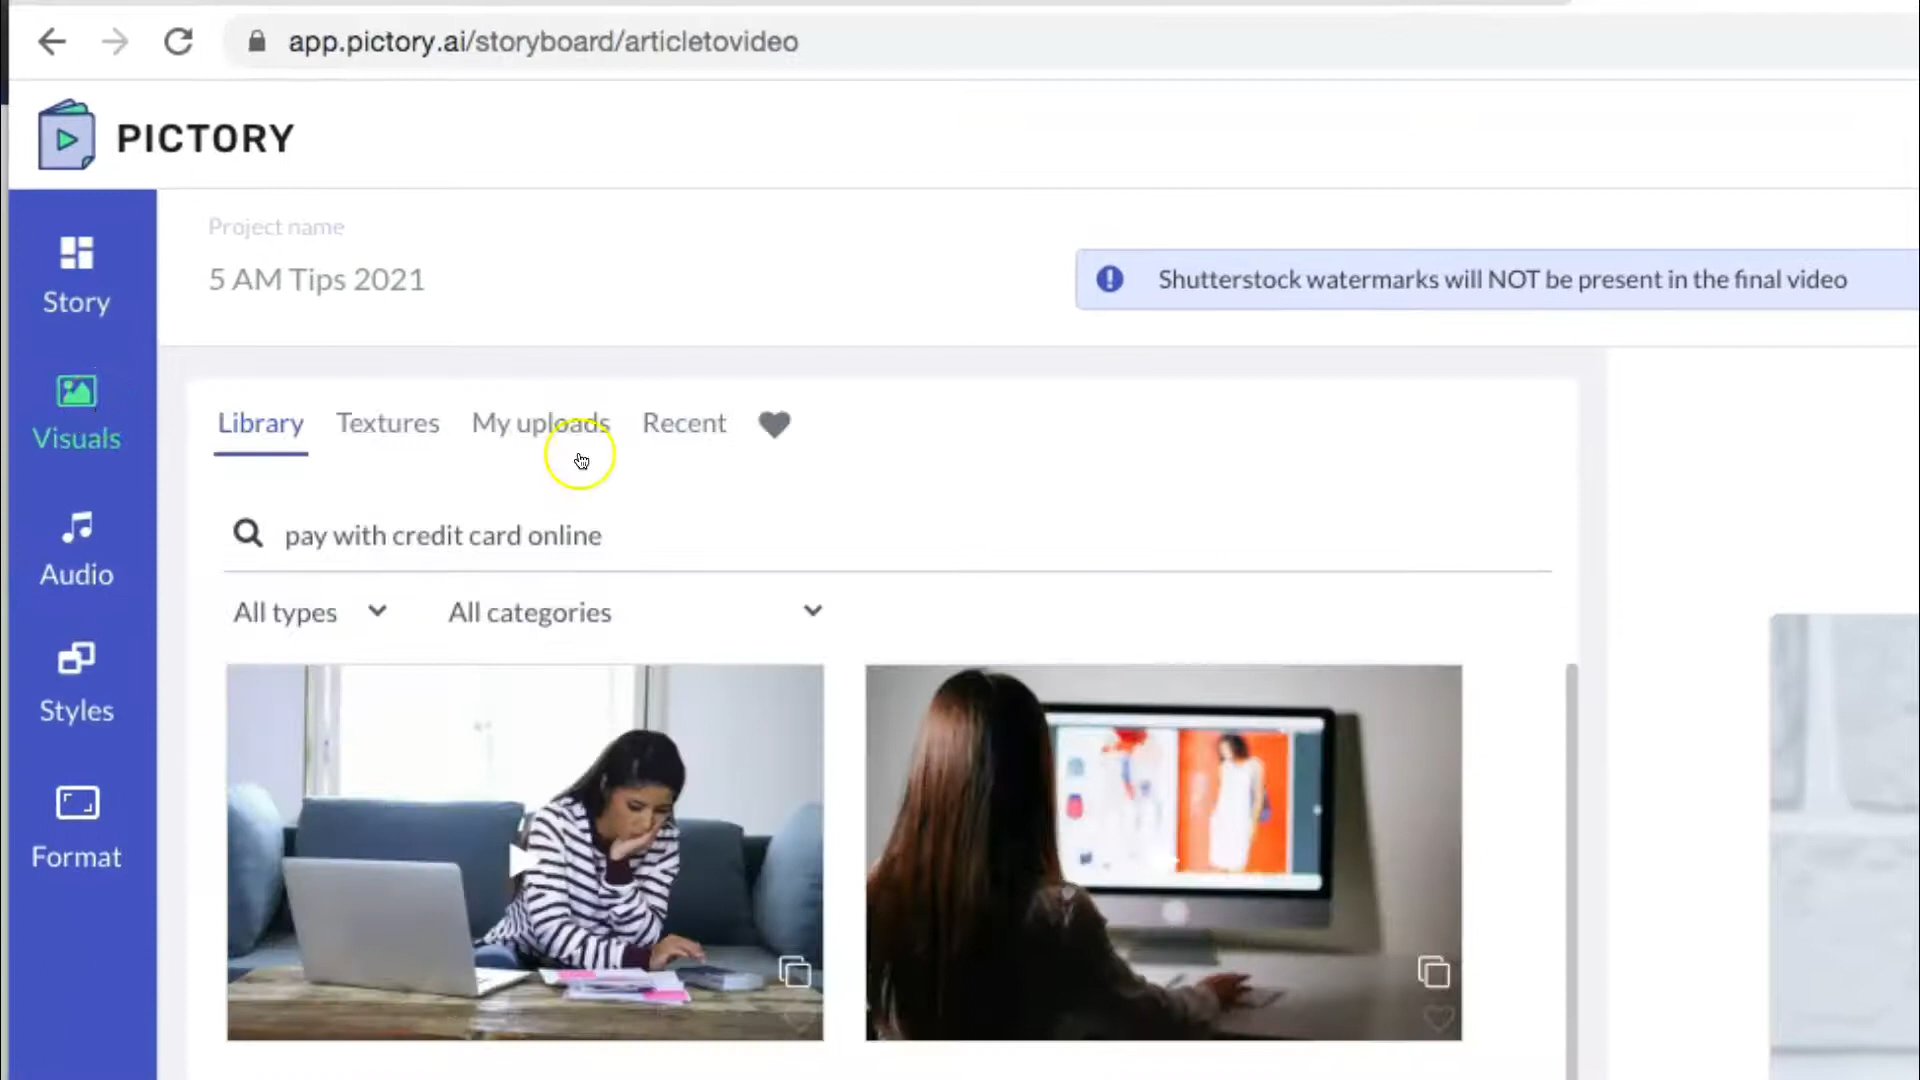 app.pictory.ai/storyboard/articletovideo
PICTORY
Project name
5 AM Tips 2021
Shutterstock watermarks will NOT be present in the final video
Story
Visuals
Audio
Styles
Format
Library Textures My uploads Recent
pay with credit card online
All types All categories